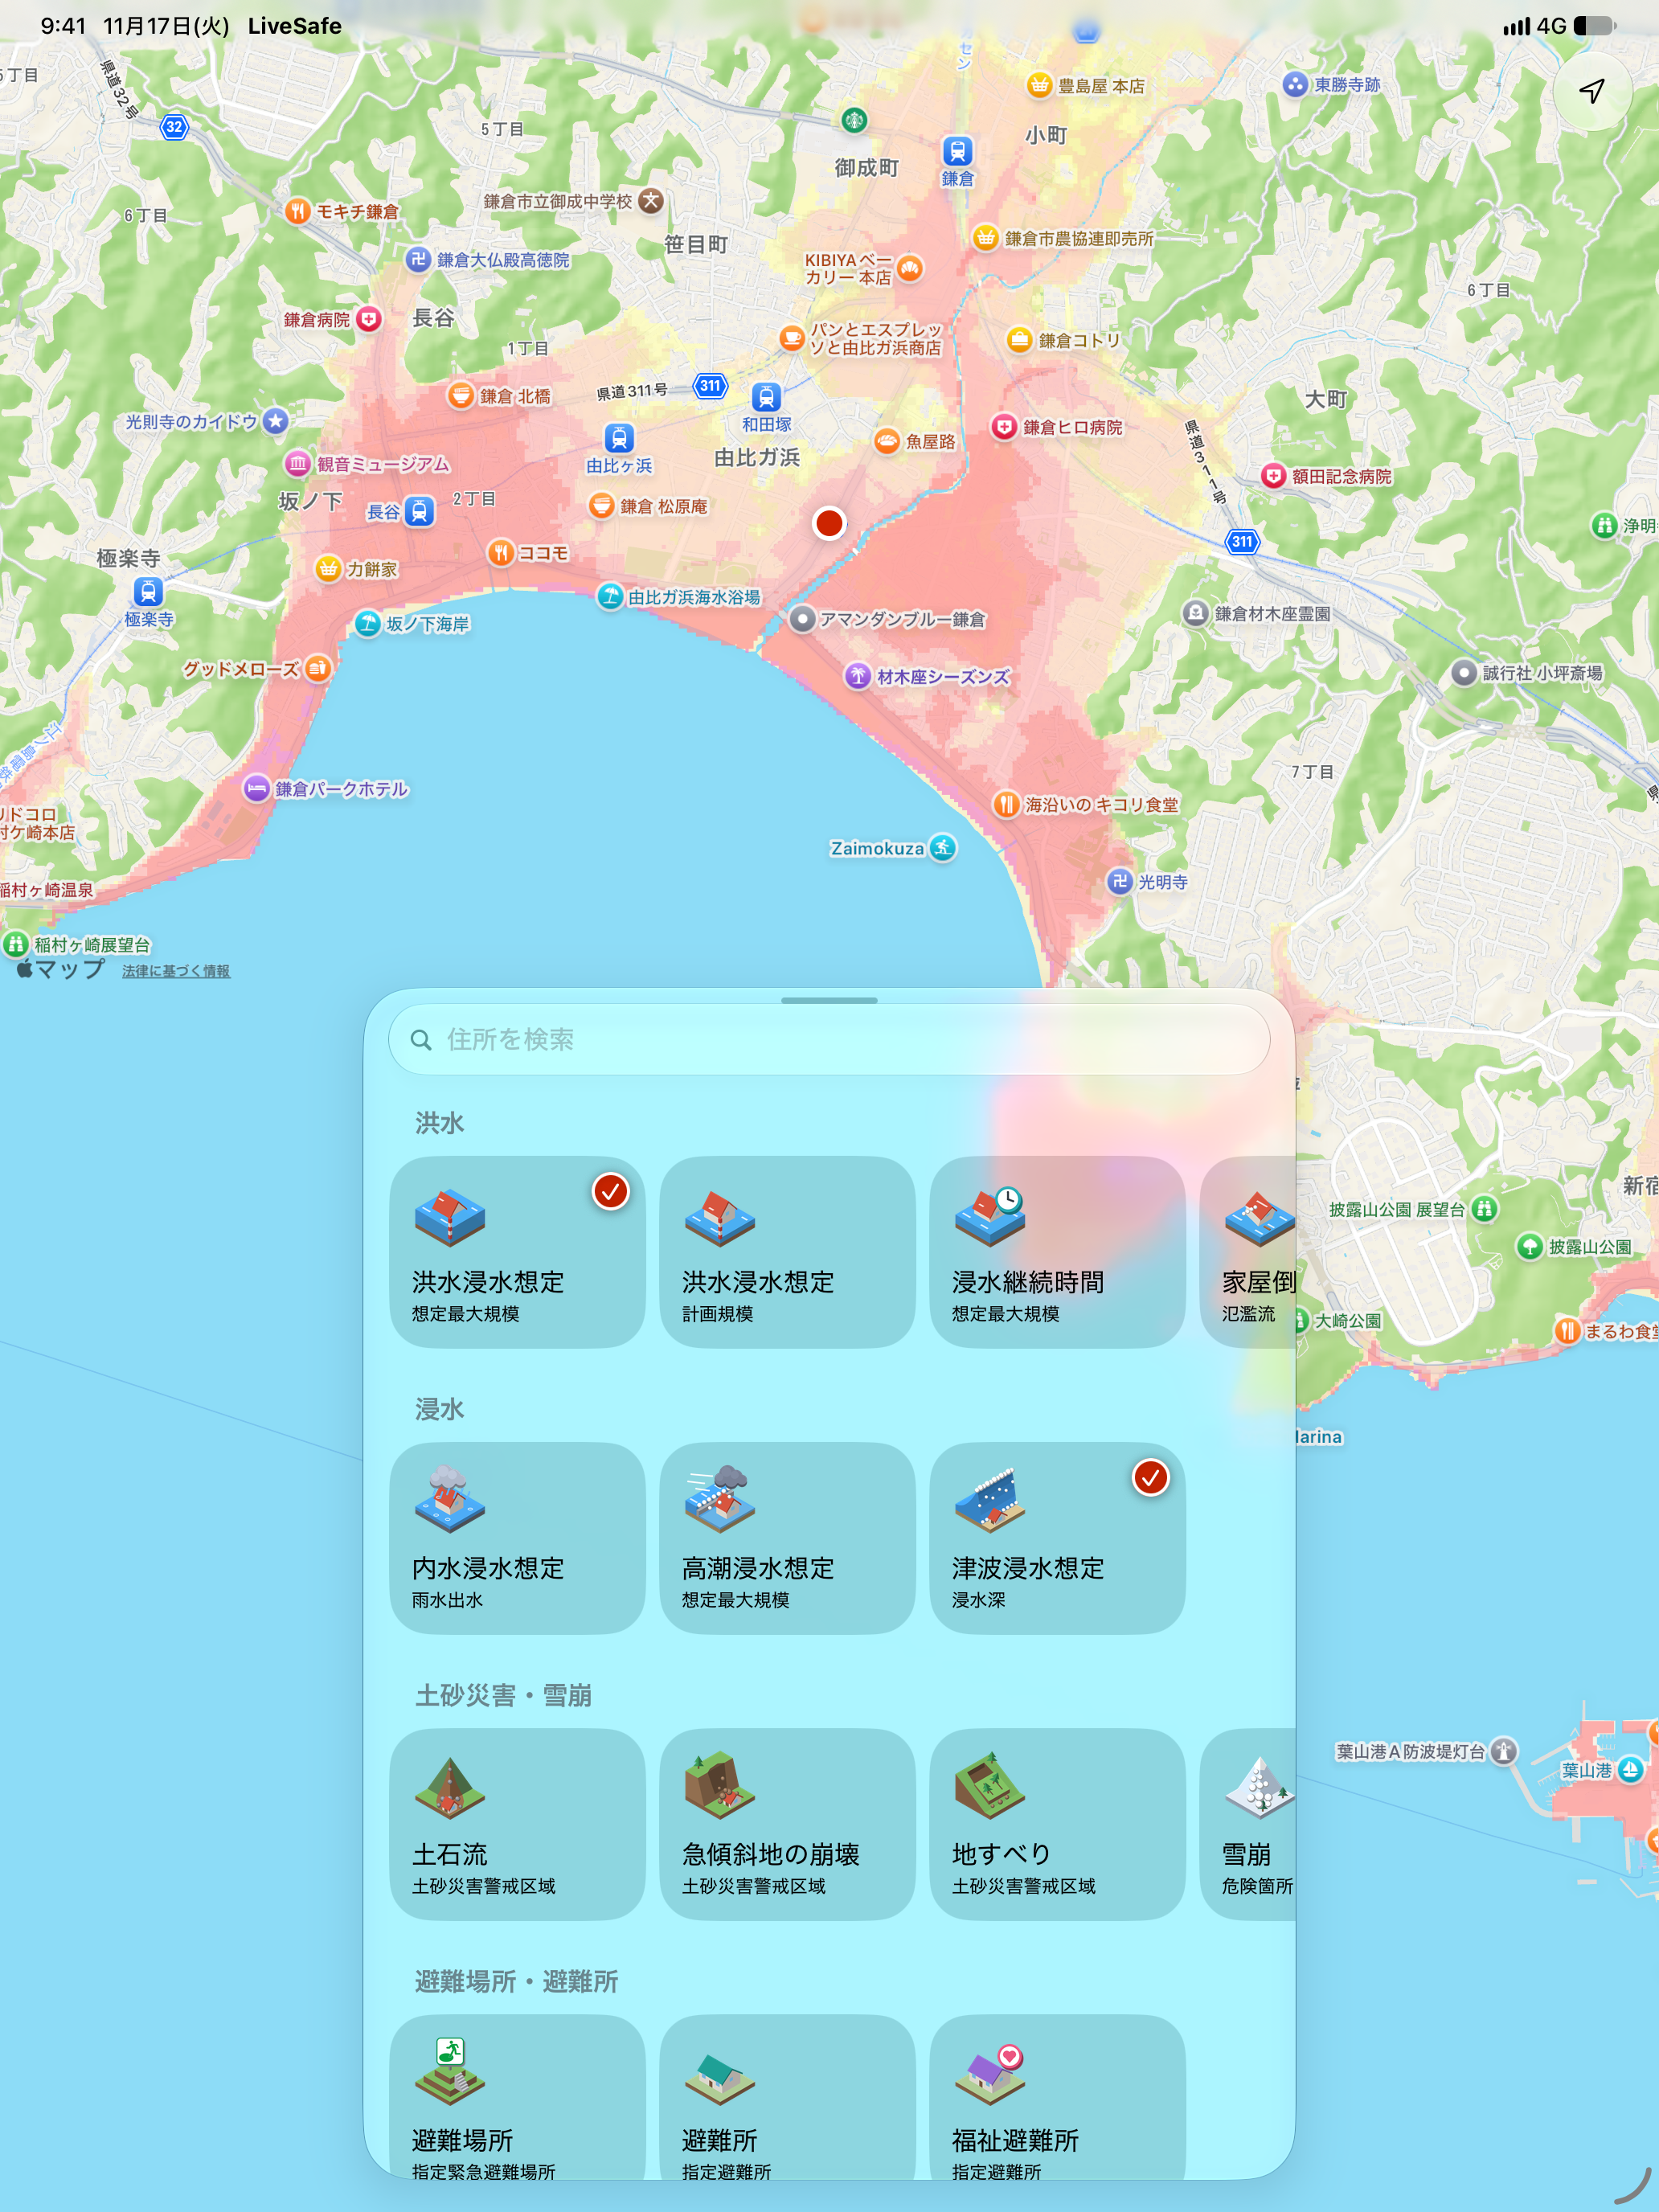 9:41 11月17日(火) LiveSafe
4G
5丁目
県道32号
32
5丁目
豊島屋 本店
東勝寺跡
小町
御成町
鎌倉
6丁目
モキチ鎌倉
鎌倉市立御成中学校
笹目町
鎌倉市農協連即売所
鎌倉大仏殿高徳院
KIBIYA ベー
カリー 本店
6丁目
鎌倉病院
長谷
1丁目
パンとエスプレッ
ソと由比ガ浜商店
鎌倉コトリ
県道311号
311
鎌倉 北橋
和田塚
大町
光則寺のカイドウ
由比ヶ浜
由比ガ浜
魚屋路
鎌倉ヒロ病院
県道311号
観音ミュージアム
額田記念病院
坂ノ下
長谷
2丁目
鎌倉 松原庵
浄明
極楽寺
力餅家
ココモ
311
極楽寺
坂ノ下海岸
由比ガ浜海水浴場
アマンダンブルー鎌倉
鎌倉材木座霊園
グッドメローズ
材木座シーズンズ
誠行社 小坪斎場
江ノ島電鉄
鎌倉パークホテル
7丁目
リドコロ
村ケ崎本店
海沿いの キコリ食堂
Zaimokuza
稲村ヶ崎温泉
光明寺
稲村ヶ崎展望台
マップ
法律に基づく情報
住所を検索
洪水
洪水浸水想定
想定最大規模
洪水浸水想定
計画規模
浸水継続時間
想定最大規模
家屋倒
氾濫流
新宿
披露山公園 展望台
披露山公園
大崎公園
まるわ食堂
浸水
内水浸水想定
雨水出水
高潮浸水想定
想定最大規模
津波浸水想定
浸水深
larina
土砂災害・雪崩
土石流
土砂災害警戒区域
急傾斜地の崩壊
土砂災害警戒区域
地すべり
土砂災害警戒区域
雪崩
危険箇所
葉山港A防波堤灯台
葉山港
避難場所・避難所
避難場所
指定緊急避難場所
避難所
指定避難所
福祉避難所
指定避難所